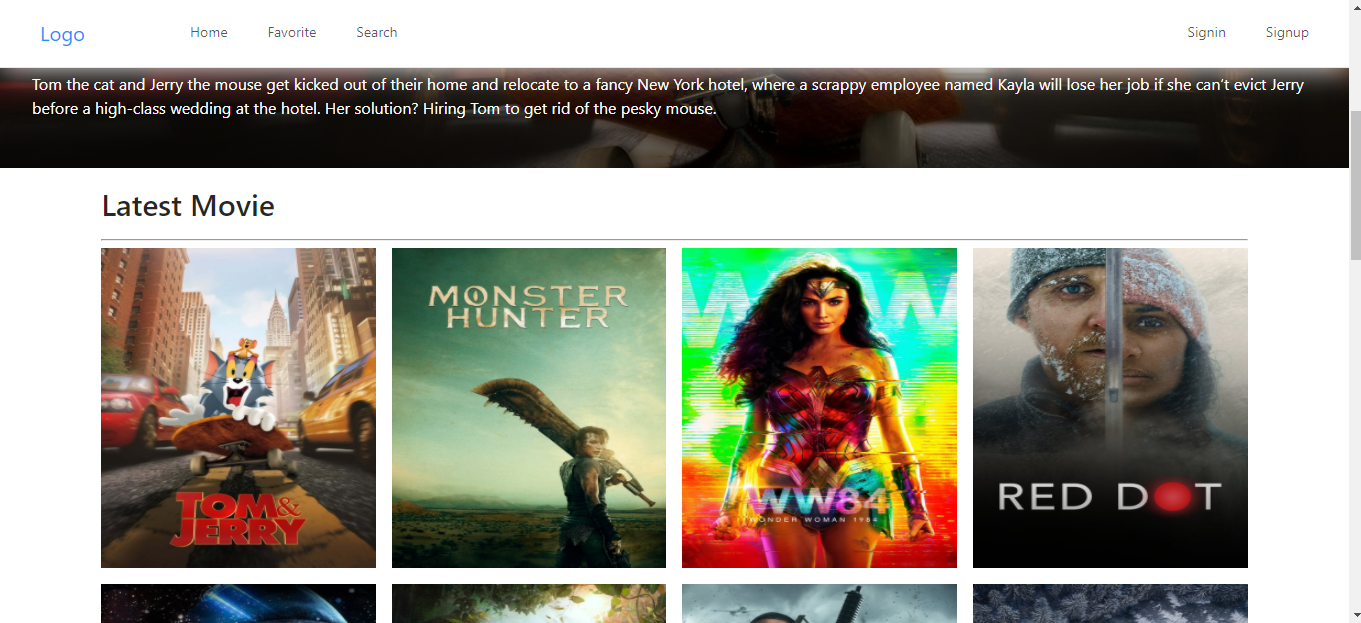 Logo Home Favorite Search Signin Signup
Tom the cat and Jerry the mouse get kicked out of their home and relocate to a fancy New York hotel, where a scrappy employee named Kayla will lose her job if she can’t evict Jerry
before a high-class wedding at the hotel. Her solution? Hiring Tom to get rid of the pesky mouse.
Latest Movie
TOM &
JERRY
MONSTER
HUNTER
WW84
WONDER WOMAN 1984
RED DOT